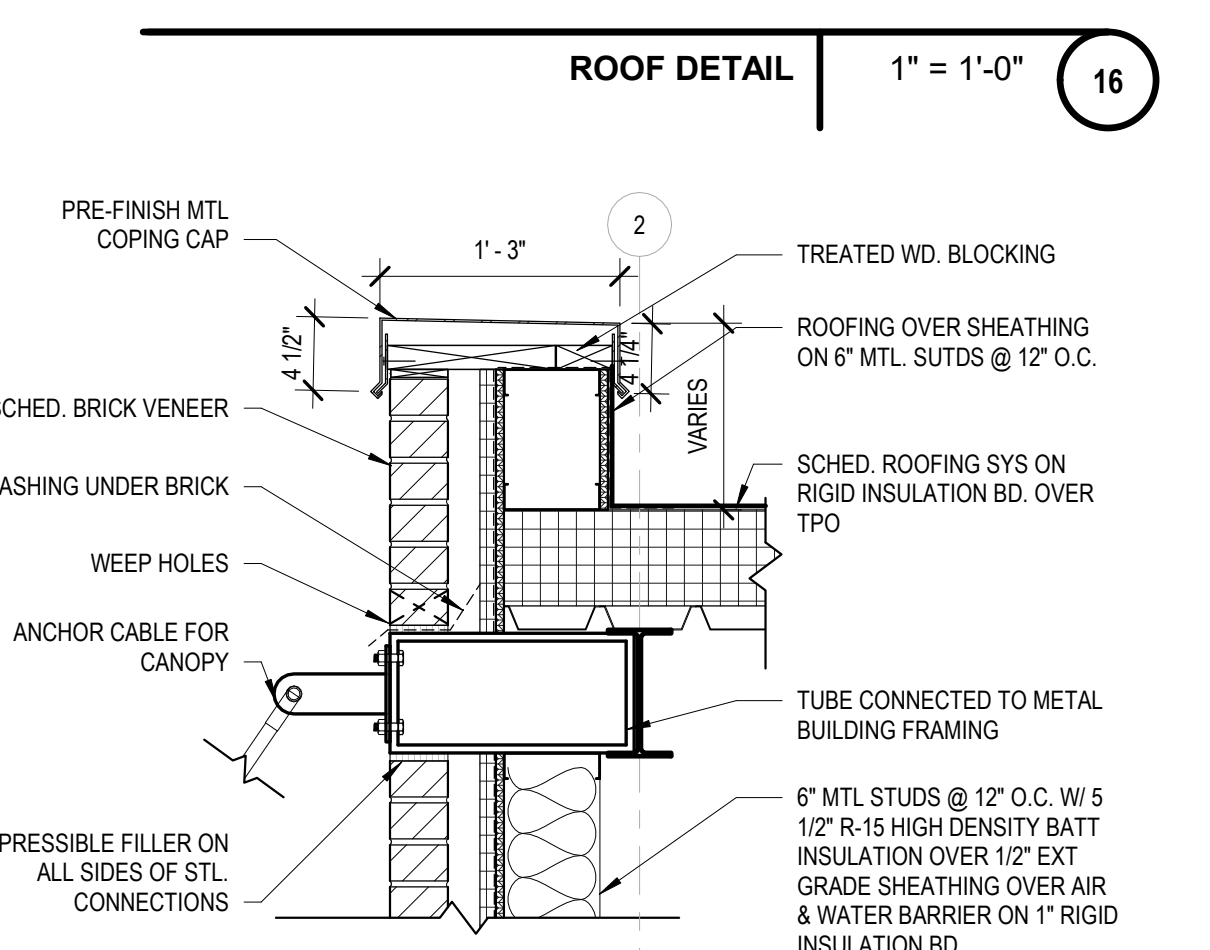 ROOF DETAIL
1" = 1'-0"
16
PRE-FINISH MTL
COPING CAP
1' - 3"
2
TREATED WD. BLOCKING
ROOFING OVER SHEATHING
ON 6" MTL. SUTDS @ 12" O.C.
4 1/2"
4 1/4"
VARIES
SCHED. BRICK VENEER
SCHED. ROOFING SYS ON
RIGID INSULATION BD. OVER
TPO
ASHING UNDER BRICK
WEEP HOLES
ANCHOR CABLE FOR
CANOPY
TUBE CONNECTED TO METAL
BUILDING FRAMING
PRESSIBLE FILLER ON
ALL SIDES OF STL.
CONNECTIONS
6" MTL STUDS @ 12" O.C. W/ 5
1/2" R-15 HIGH DENSITY BATT
INSULATION OVER 1/2" EXT
GRADE SHEATHING OVER AIR
& WATER BARRIER ON 1" RIGID
INSULATION BD